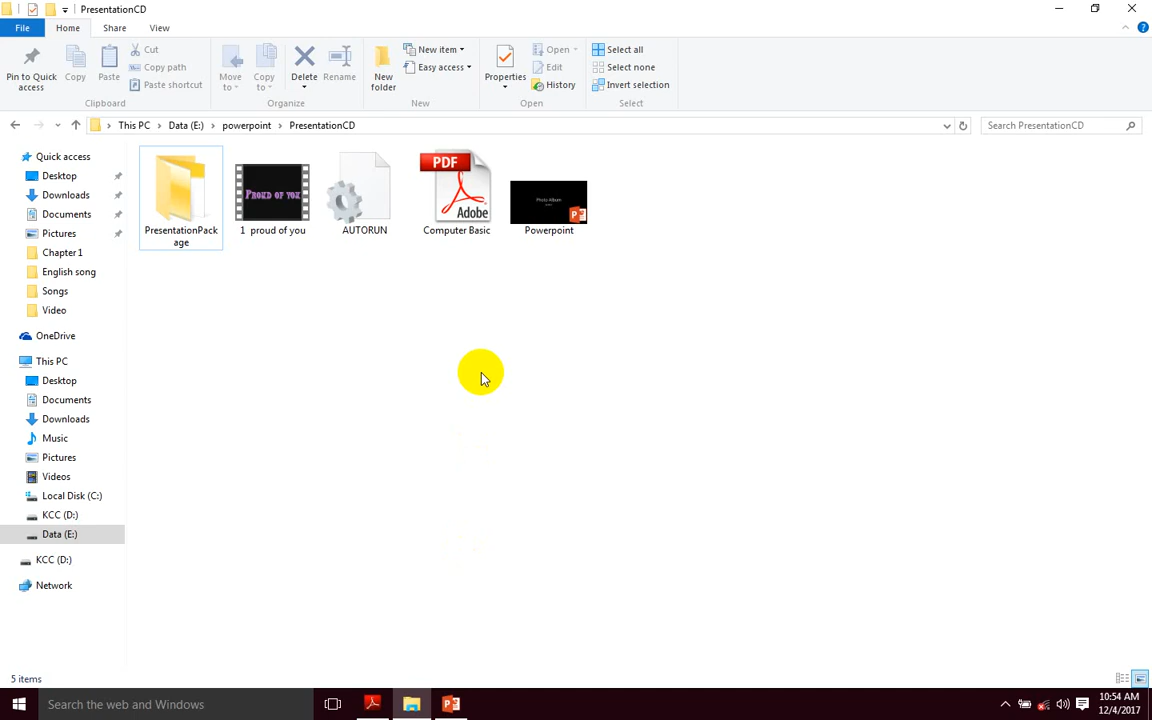 PresentationCD
File Home Share View
Pin to Quick access
Copy
Paste
Cut
Copy path
Paste shortcut
Clipboard
Move to
Copy to
Delete
Rename
Organize
New folder
New item
Easy access
New
Properties
Open
Edit
History
Open
Select all
Select none
Invert selection
Select
This PC > Data (E:) > powerpoint > PresentationCD
Search PresentationCD
Quick access
Desktop
Downloads
Documents
Pictures
Chapter 1
English song
Songs
Video
OneDrive
This PC
Desktop
Documents
Downloads
Music
Pictures
Videos
Local Disk (C:)
KCC (D:)
Data (E:)
KCC (D:)
Network
PresentationPack
age
PROUD OF YOU
1 proud of you
AUTORUN
PDF
Adobe
Computer Basic
Photo Album
Powerpoint
5 items
Search the web and Windows
10:54 AM
12/4/2017